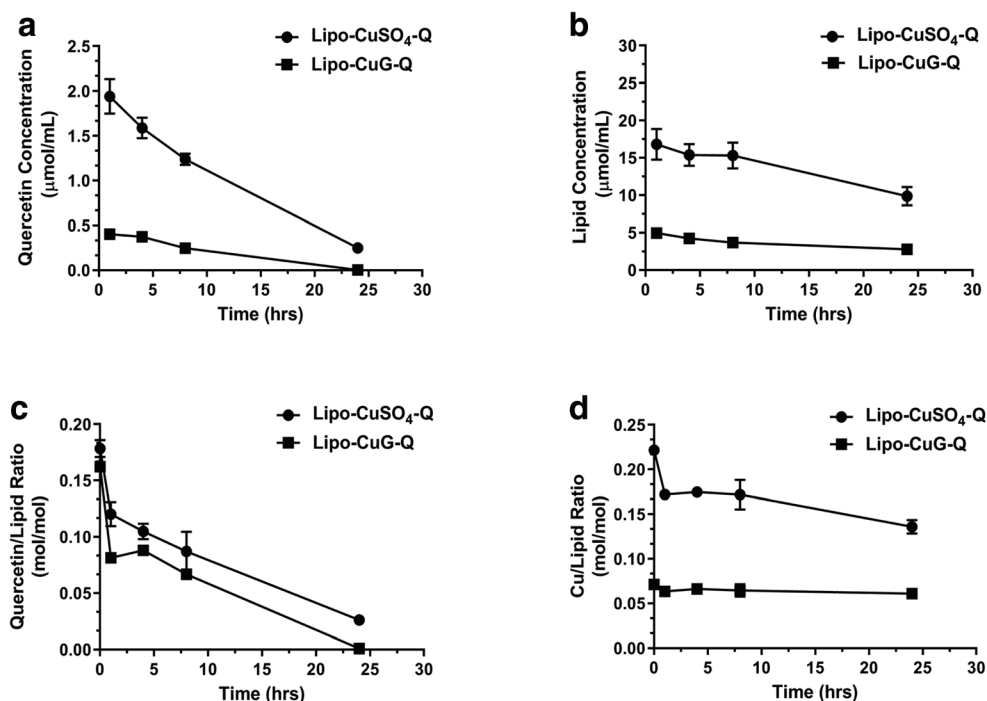 a
Lipo-CuSO4-Q
Lipo-CuG-Q
Quercetin Concentration
(μmol/mL)
2.5
2.0
1.5
1.0
0.5
0.0
0 5 10 15 20 25 30
Time (hrs)
b
Lipo-CuSO4-Q
Lipo-CuG-Q
Lipid Concentration
(μmol/mL)
30
25
20
15
10
5
0
0 5 10 15 20 25 30
Time (hrs)
c
Lipo-CuSO4-Q
Lipo-CuG-Q
Quercetin/Lipid Ratio
(mol/mol)
0.20
0.15
0.10
0.05
0.00
0 5 10 15 20 25 30
Time (hrs)
d
Lipo-CuSO4-Q
Lipo-CuG-Q
Cu/Lipid Ratio
(mol/mol)
0.25
0.20
0.15
0.10
0.05
0.00
0 5 10 15 20 25 30
Time (hrs)